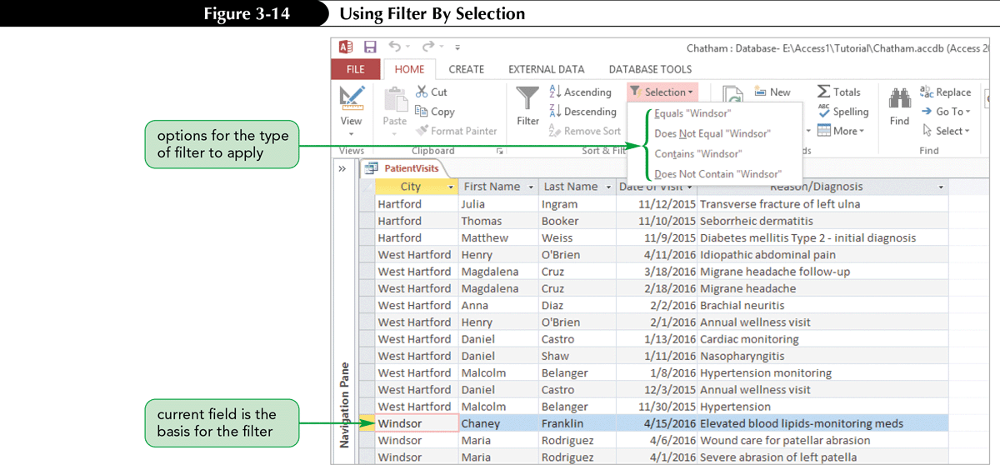 Figure 3-14 Using Filter By Selection
Chatham : Database- E:\Access1\Tutorial\Chatham.accdb (Access 20
FILE HOME CREATE EXTERNAL DATA DATABASE TOOLS
View
Views
Paste
Cut
Copy
Format Painter
Clipboard
Filter
Ascending
Descending
Remove Sort
Selection
Sort & Filt
Equals "Windsor"
Does Not Equal "Windsor"
Contains "Windsor"
Does Not Contain "Windsor"
New
ds
Totals
Spelling
More
Find
Replace
Go To
Select
Find
options for the type
of filter to apply
current field is the
basis for the filter
Navigation Pane
PatientVisits
City First Name Last Name Date of Visit Reason/Diagnosis
Hartford Julia Ingram 11/12/2015 Transverse fracture of left ulna
Hartford Thomas Booker 11/10/2015 Seborrheic dermatitis
Hartford Matthew Weiss 11/9/2015 Diabetes mellitis Type 2 - initial diagnosis
West Hartford Henry O'Brien 4/11/2016 Idiopathic abdominal pain
West Hartford Magdalena Cruz 3/18/2016 Migrane headache follow-up
West Hartford Magdalena Cruz 2/18/2016 Migrane headache
West Hartford Anna Diaz 2/2/2016 Brachial neuritis
West Hartford Henry O'Brien 2/1/2016 Annual wellness visit
West Hartford Daniel Castro 1/13/2016 Cardiac monitoring
West Hartford Daniel Shaw 1/11/2016 Nasopharyngitis
West Hartford Malcolm Belanger 1/8/2016 Hypertension monitoring
West Hartford Daniel Castro 12/3/2015 Annual wellness visit
West Hartford Malcolm Belanger 11/30/2015 Hypertension
Windsor Chaney Franklin 4/15/2016 Elevated blood lipids-monitoring meds
Windsor Maria Rodriguez 4/6/2016 Wound care for patellar abrasion
Windsor Maria Rodriguez 4/1/2016 Severe abrasion of left patella